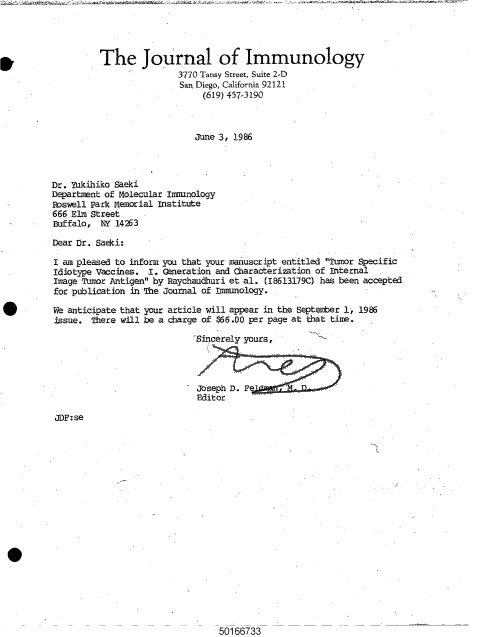 The Journal of Immunology
3770 Tansy Street, Suite 2-D
San Diego, California 92121
(619) 457-3190
June 3, 1986
Dr. Yukihiko Saeki
Department of Molecular Immunology
Roswell Park Memorial Institute
666 Elm Street
Buffalo, NY 14263
Dear Dr. Saeki:
I am pleased to inform you that your manuscript entitled "Tumor Specific
Idiotype Vaccines. I. Generation and Characterization of Internal
Image Tumor Antigen" by Raychaudhuri et al. (I8613179C) has been accepted
for publication in The Journal of Immunology.
We anticipate that your article will appear in the September 1, 1986
issue. There will be a charge of $66.00 per page at that time.
Sincerely yours,
Joseph D. Feldman, M. D.
Editor
JDF:se
50166733